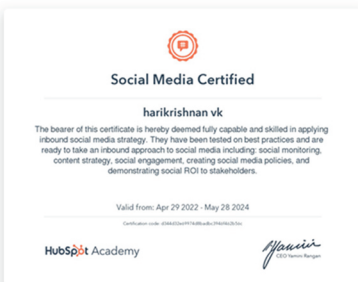 Social Media Certified
harikrishnan vk
The bearer of this certificate is hereby deemed fully capable and skilled in applying
inbound social media strategy. They have been tested on best practices and are
ready to take an inbound approach to social media including: social monitoring,
content strategy, social engagement, creating social media policies, and
demonstrating social ROI to stakeholders.
Valid from: Apr 29 2022 - May 28 2024
Certification code:
HubSpot Academy
CEO Yamini Rangan